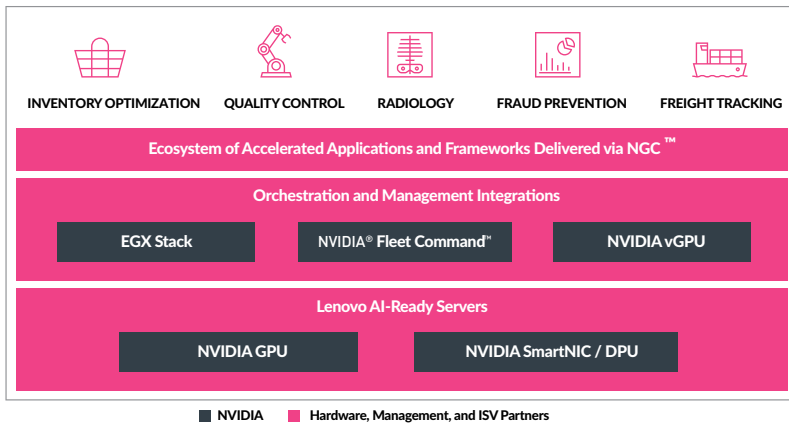 INVENTORY OPTIMIZATION
QUALITY CONTROL
RADIOLOGY
FRAUD PREVENTION
FREIGHT TRACKING
Ecosystem of Accelerated Applications and Frameworks Delivered via NGC ™
Orchestration and Management Integrations
EGX Stack
NVIDIA® Fleet Command™
NVIDIA vGPU
Lenovo AI-Ready Servers
NVIDIA GPU
NVIDIA SmartNIC / DPU
NVIDIA
Hardware, Management, and ISV Partners